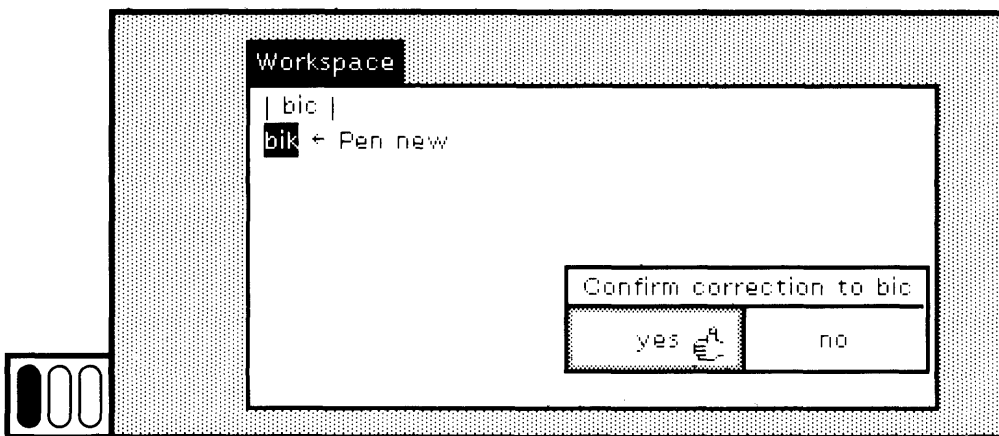 Workspace
| bic |
bik ← Pen new
Confirm correction to bic
yes
no